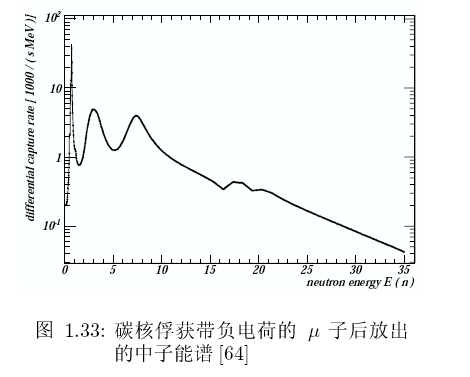 differential capture rate [ 1000 / ( s MeV )]
10²
10
1
10⁻¹
0 5 10 15 20 25 30 35
neutron energy E ( n )
图 1.33: 碳核俘获带负电荷的 μ 子后放出
的中子能谱 [64]